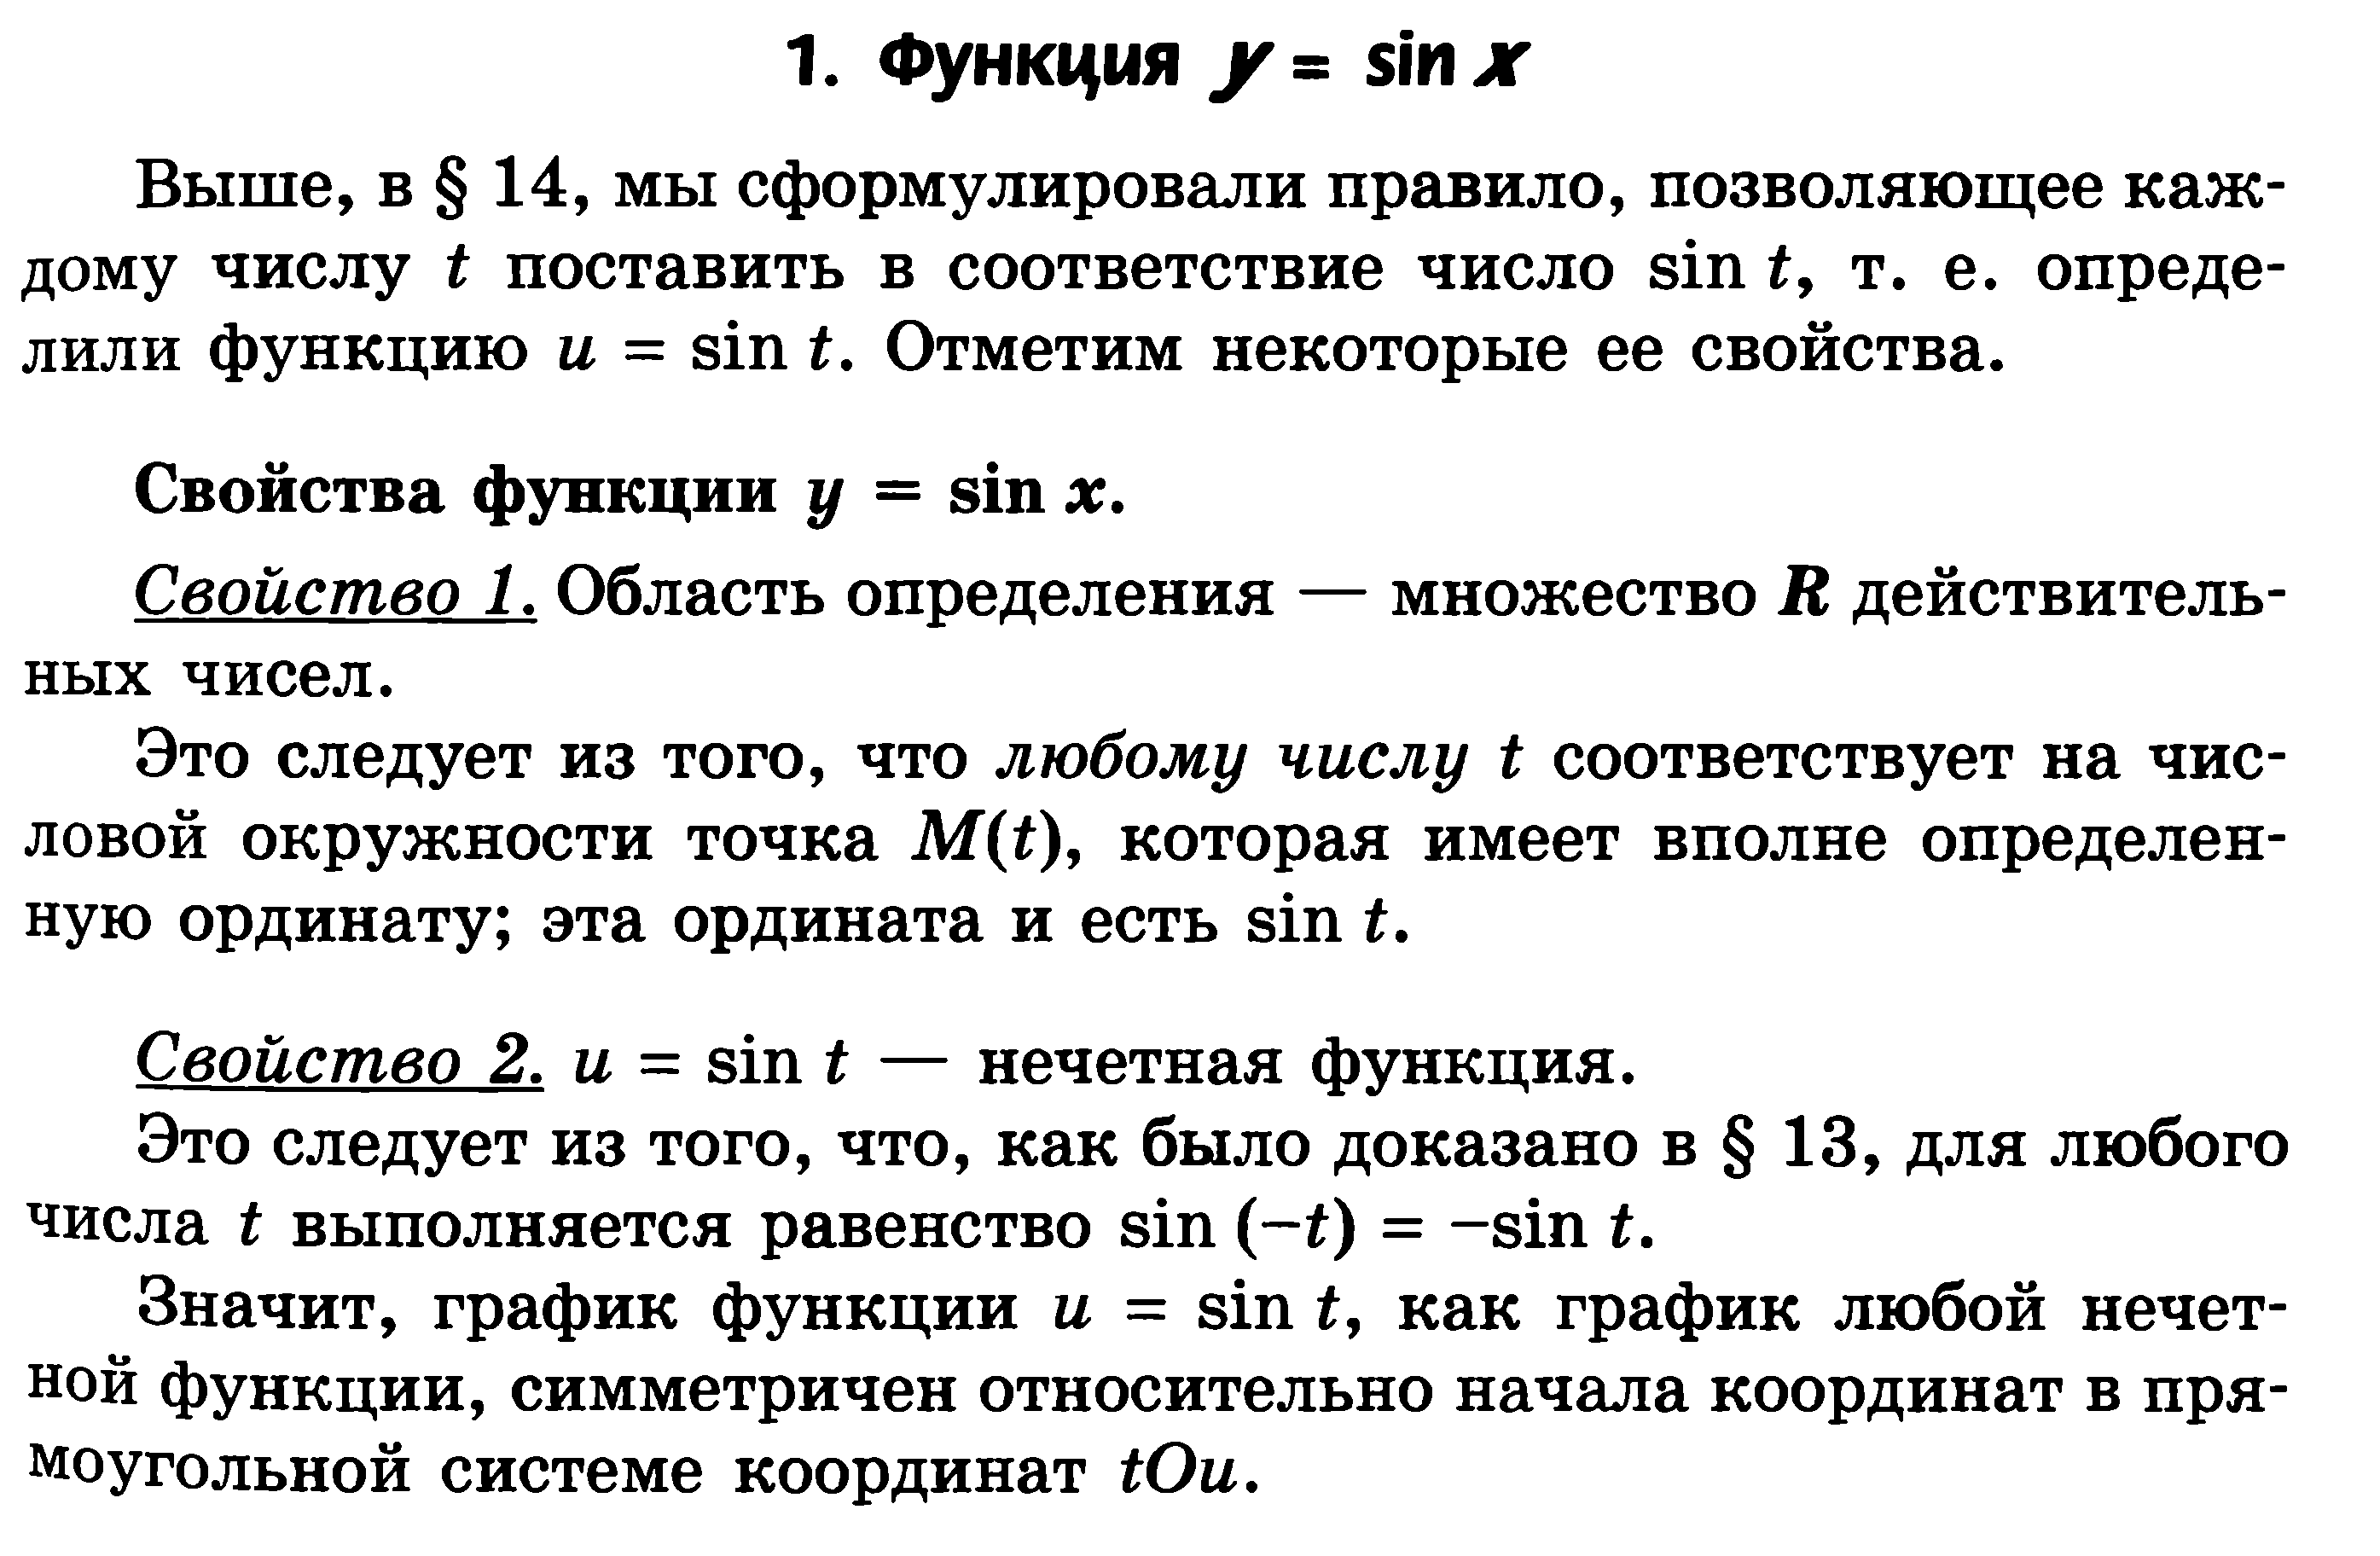 1. Функция y = sin x
Выше, в § 14, мы сформулировали правило, позволяющее каж-
дому числу t поставить в соответствие число sin t, т. е. опреде-
лили функцию u = sin t. Отметим некоторые ее свойства.
Свойства функции y = sin x.
Свойство 1. Область определения — множество R действитель-
ных чисел.
Это следует из того, что любому числу t соответствует на чис-
ловой окружности точка M(t), которая имеет вполне определен-
ную ординату; эта ордината и есть sin t.
Свойство 2. u = sin t — нечетная функция.
Это следует из того, что, как было доказано в § 13, для любого
числа t выполняется равенство sin (−t) = −sin t.
Значит, график функции u = sin t, как график любой нечет-
ной функции, симметричен относительно начала координат в пря-
моугольной системе координат tOu.